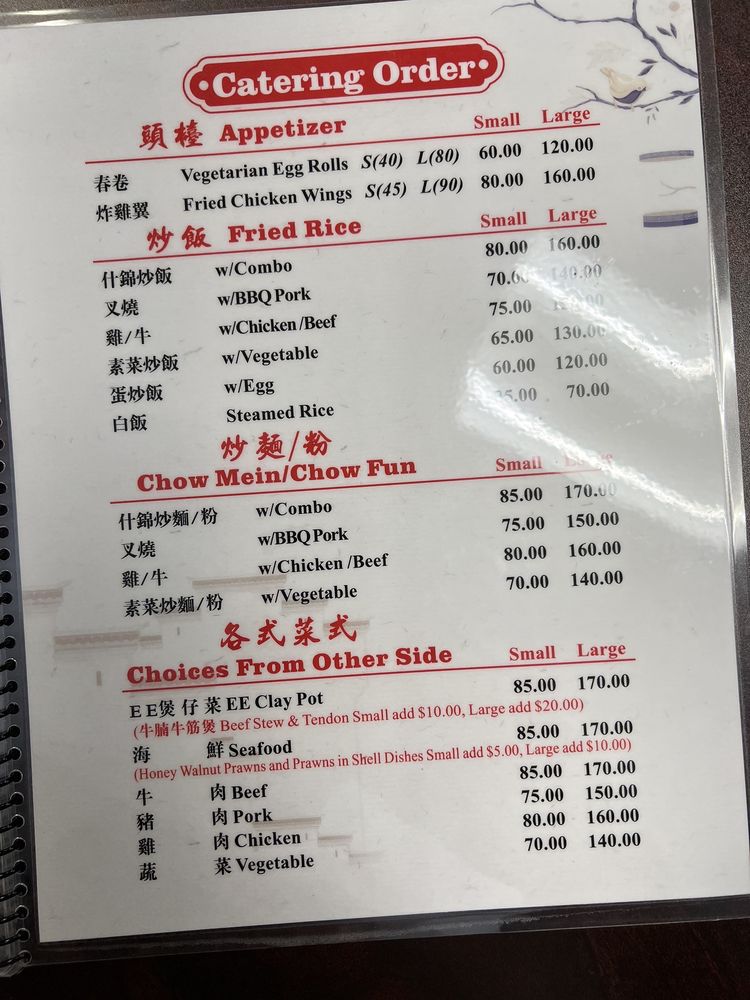 Catering Order
頭檯 Appetizer Small Large
春卷 Vegetarian Egg Rolls S(40) L(80) 60.00 120.00
炸雞翼 Fried Chicken Wings S(45) L(90) 80.00 160.00
炒飯 Fried Rice Small Large
什錦炒飯 w/Combo 80.00 160.00
叉燒 w/BBQ Pork 70.00 140.00
雞/牛 w/Chicken /Beef 75.00
素菜炒飯 w/Vegetable 65.00 130.00
蛋炒飯 w/Egg 60.00 120.00
白飯 Steamed Rice 70.00
炒麵/粉
Chow Mein/Chow Fun Small
什錦炒麵/粉 w/Combo 85.00 170.00
叉燒 w/BBQ Pork 75.00 150.00
雞/牛 w/Chicken /Beef 80.00 160.00
素菜炒麵/粉 w/Vegetable 70.00 140.00
各式菜式
Choices From Other Side Small Large
EE煲仔菜 EE Clay Pot 85.00 170.00
(牛腩牛筋煲 Beef Stew & Tendon Small add $10.00, Large add $20.00)
海鮮 Seafood 85.00 170.00
(Honey Walnut Prawns and Prawns in Shell Dishes Small add $5.00, Large add $10.00)
牛肉 Beef 85.00 170.00
豬肉 Pork 75.00 150.00
雞肉 Chicken 80.00 160.00
蔬菜 Vegetable 70.00 140.00